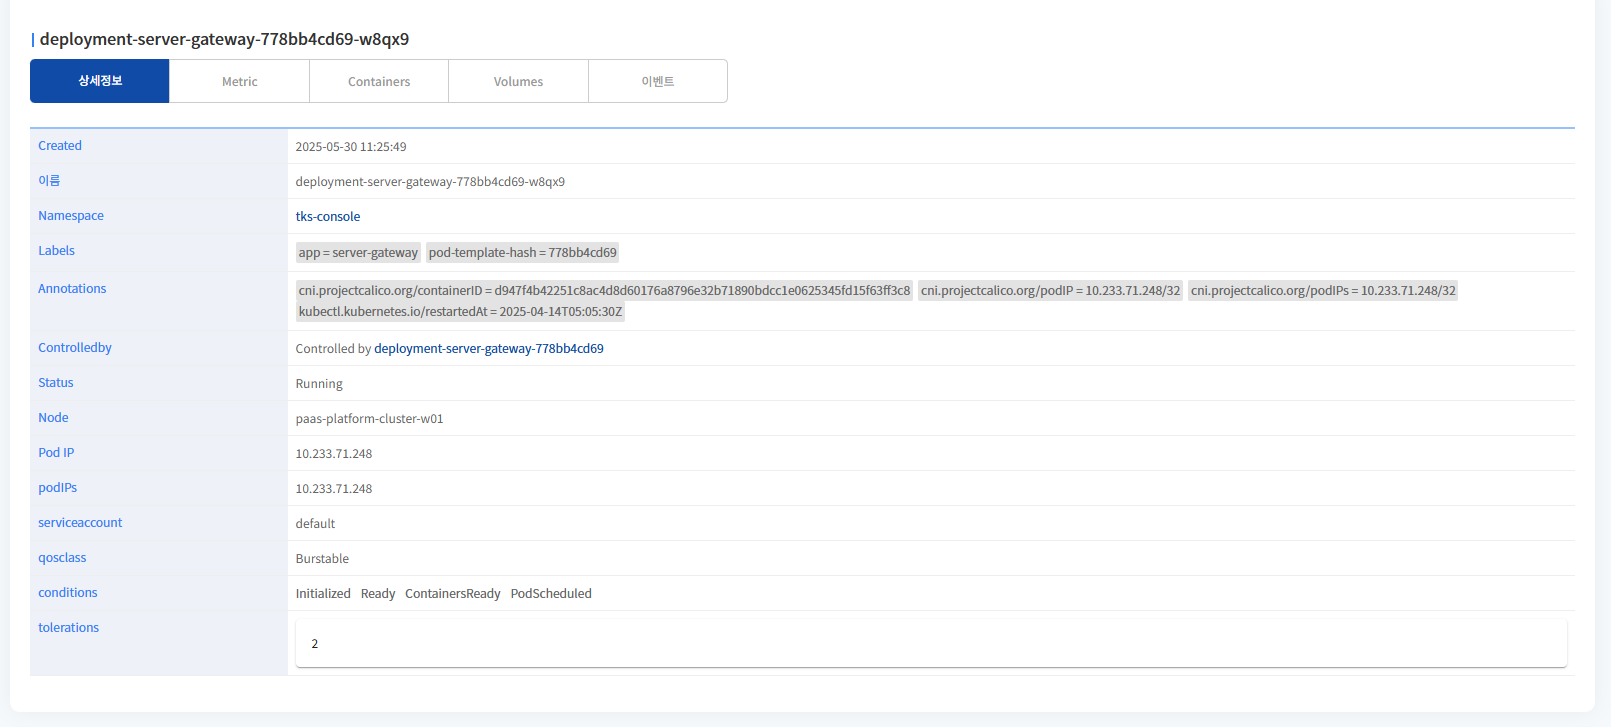 deployment-server-gateway-778bb4cd69-w8qx9
상세정보 Metric Containers Volumes 이벤트
Created 2025-05-30 11:25:49
이름 deployment-server-gateway-778bb4cd69-w8qx9
Namespace tks-console
Labels app = server-gateway pod-template-hash = 778bb4cd69
Annotations cni.projectcalico.org/containerID = d947f4b42251c8ac4d8d60176a8796e32b71890bdcc1e0625345fd15f63ff3c8 cni.projectcalico.org/podIP = 10.233.71.248/32 cni.projectcalico.org/podIPs = 10.233.71.248/32
kubectl.kubernetes.io/restartedAt = 2025-04-14T05:05:30Z
Controlledby Controlled by deployment-server-gateway-778bb4cd69
Status Running
Node paas-platform-cluster-w01
Pod IP 10.233.71.248
podIPs 10.233.71.248
serviceaccount default
qosclass Burstable
conditions Initialized Ready ContainersReady PodScheduled
tolerations 2